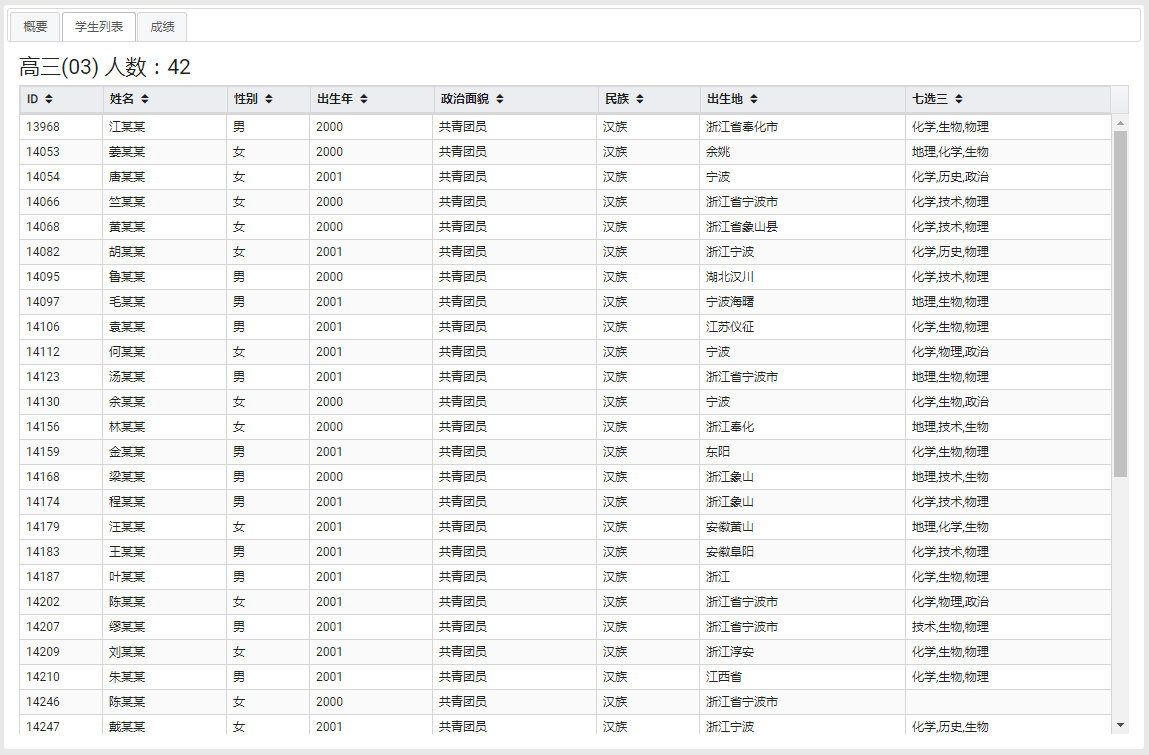 概要 学生列表 成绩
高三(03) 人数：42
ID 姓名 性别 出生年 政治面貌 民族 出生地 七选三
13968 江某某 男 2000 共青团员 汉族 浙江省奉化市 化学,生物,物理
14053 姜某某 女 2000 共青团员 汉族 余姚 地理,化学,生物
14054 唐某某 女 2001 共青团员 汉族 宁波 化学,历史,政治
14066 竺某某 女 2000 共青团员 汉族 浙江省宁波市 化学,技术,物理
14068 黄某某 女 2000 共青团员 汉族 浙江省象山县 化学,技术,物理
14082 胡某某 女 2001 共青团员 汉族 浙江宁波 化学,历史,物理
14095 鲁某某 男 2000 共青团员 汉族 湖北汉川 化学,技术,物理
14097 毛某某 男 2001 共青团员 汉族 宁波海曙 地理,生物,物理
14106 袁某某 男 2001 共青团员 汉族 江苏仪征 化学,生物,物理
14112 何某某 女 2001 共青团员 汉族 宁波 化学,物理,政治
14123 汤某某 男 2001 共青团员 汉族 浙江省宁波市 地理,生物,物理
14130 余某某 女 2000 共青团员 汉族 宁波 化学,生物,政治
14156 林某某 女 2000 共青团员 汉族 浙江奉化 地理,技术,生物
14159 金某某 男 2001 共青团员 汉族 东阳 化学,生物,物理
14168 梁某某 男 2000 共青团员 汉族 浙江象山 地理,技术,生物
14174 程某某 男 2001 共青团员 汉族 浙江象山 化学,技术,物理
14179 汪某某 女 2001 共青团员 汉族 安徽黄山 地理,化学,生物
14183 王某某 男 2001 共青团员 汉族 安徽阜阳 化学,技术,物理
14187 叶某某 男 2001 共青团员 汉族 浙江 化学,生物,物理
14202 陈某某 女 2001 共青团员 汉族 浙江省宁波市 化学,物理,政治
14207 缪某某 男 2001 共青团员 汉族 浙江省宁波市 技术,生物,物理
14209 刘某某 女 2001 共青团员 汉族 浙江淳安 化学,生物,物理
14210 朱某某 男 2001 共青团员 汉族 江西省 化学,生物,物理
14246 陈某某 女 2000 共青团员 汉族 浙江省宁波市
14247 戴某某 女 2001 共青团员 汉族 浙江宁波 化学,历史,生物